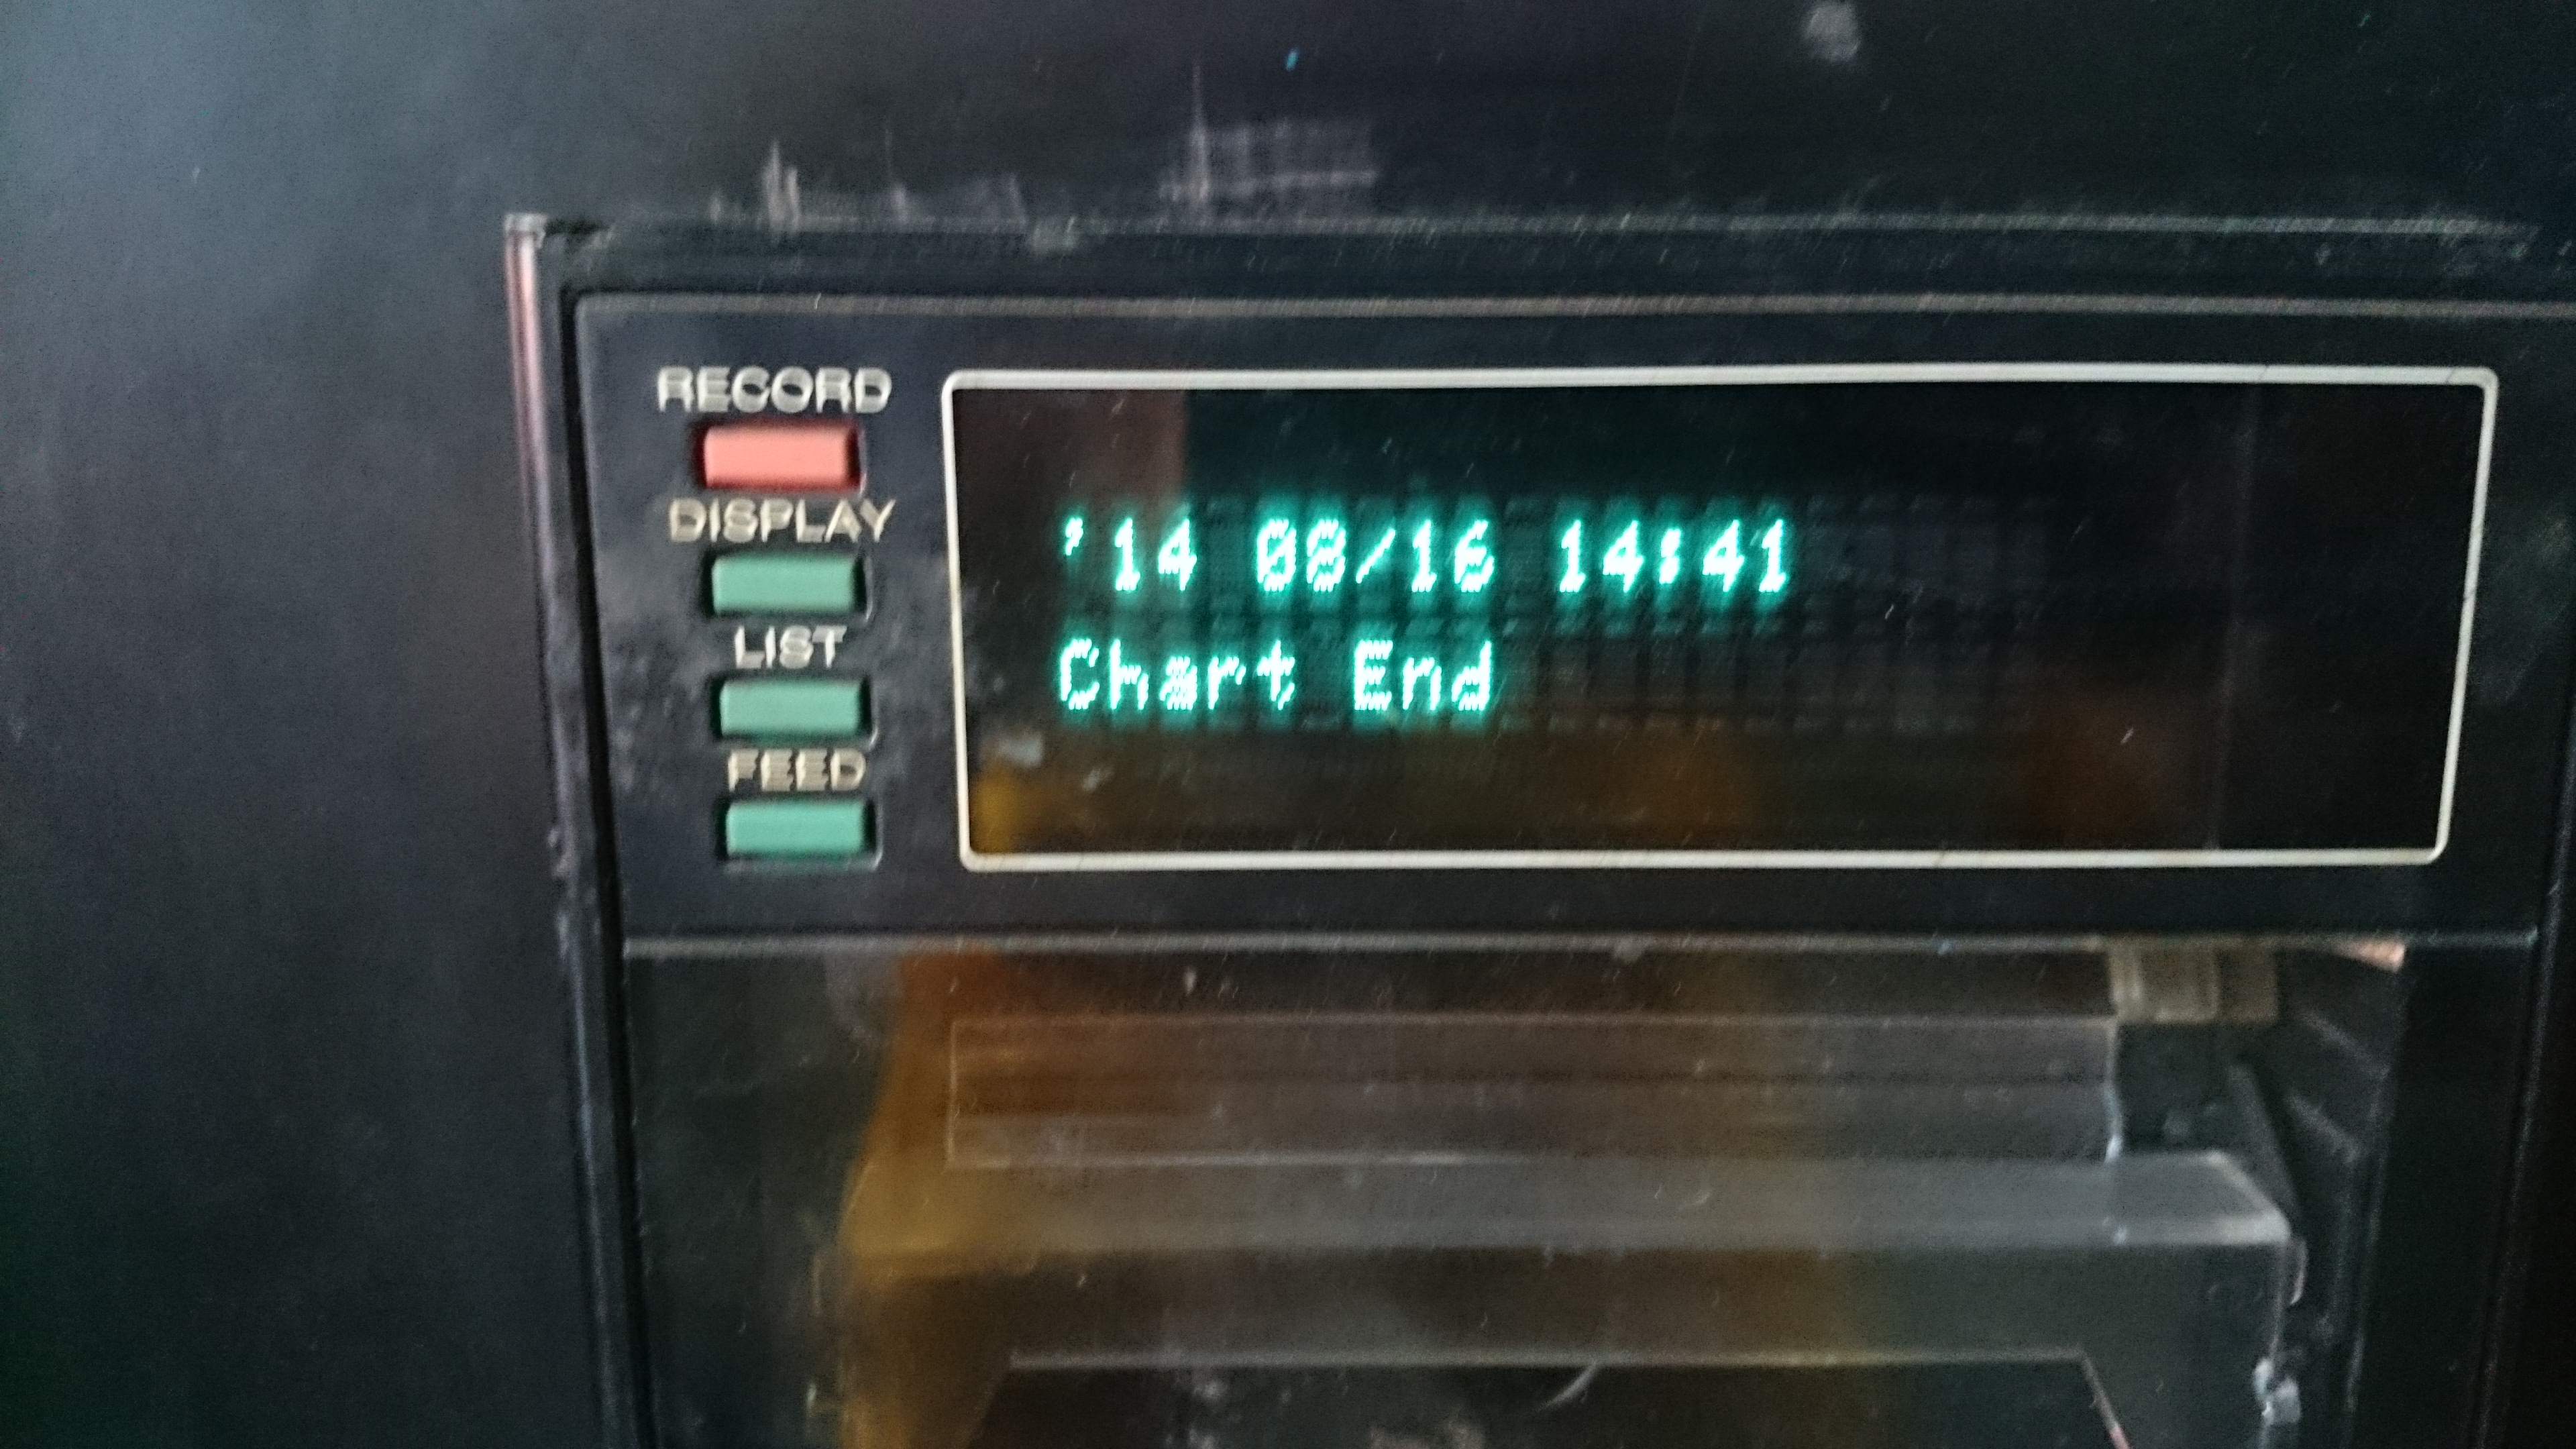 RECORD
DISPLAY
LIST
FEED
'14 08/16 14:41
Chart End